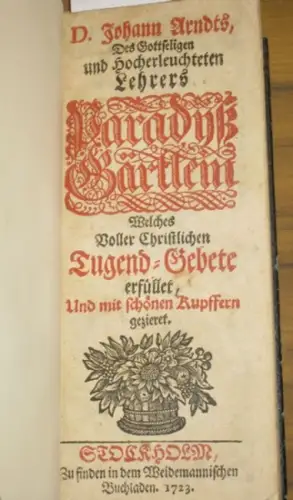 D. Johann Arndts,
Des Gottseligen
und Hocherleuchteten
Lehrers
Paradyß
Gärtlein
Welches
Voller Christlichen
Tugend-Gebete
erfüllet,
Und mit schönen Kupffern
gezieret.
STOCKHOLM,
Zu finden in dem Weidemannischen
Buchladen. 1723.